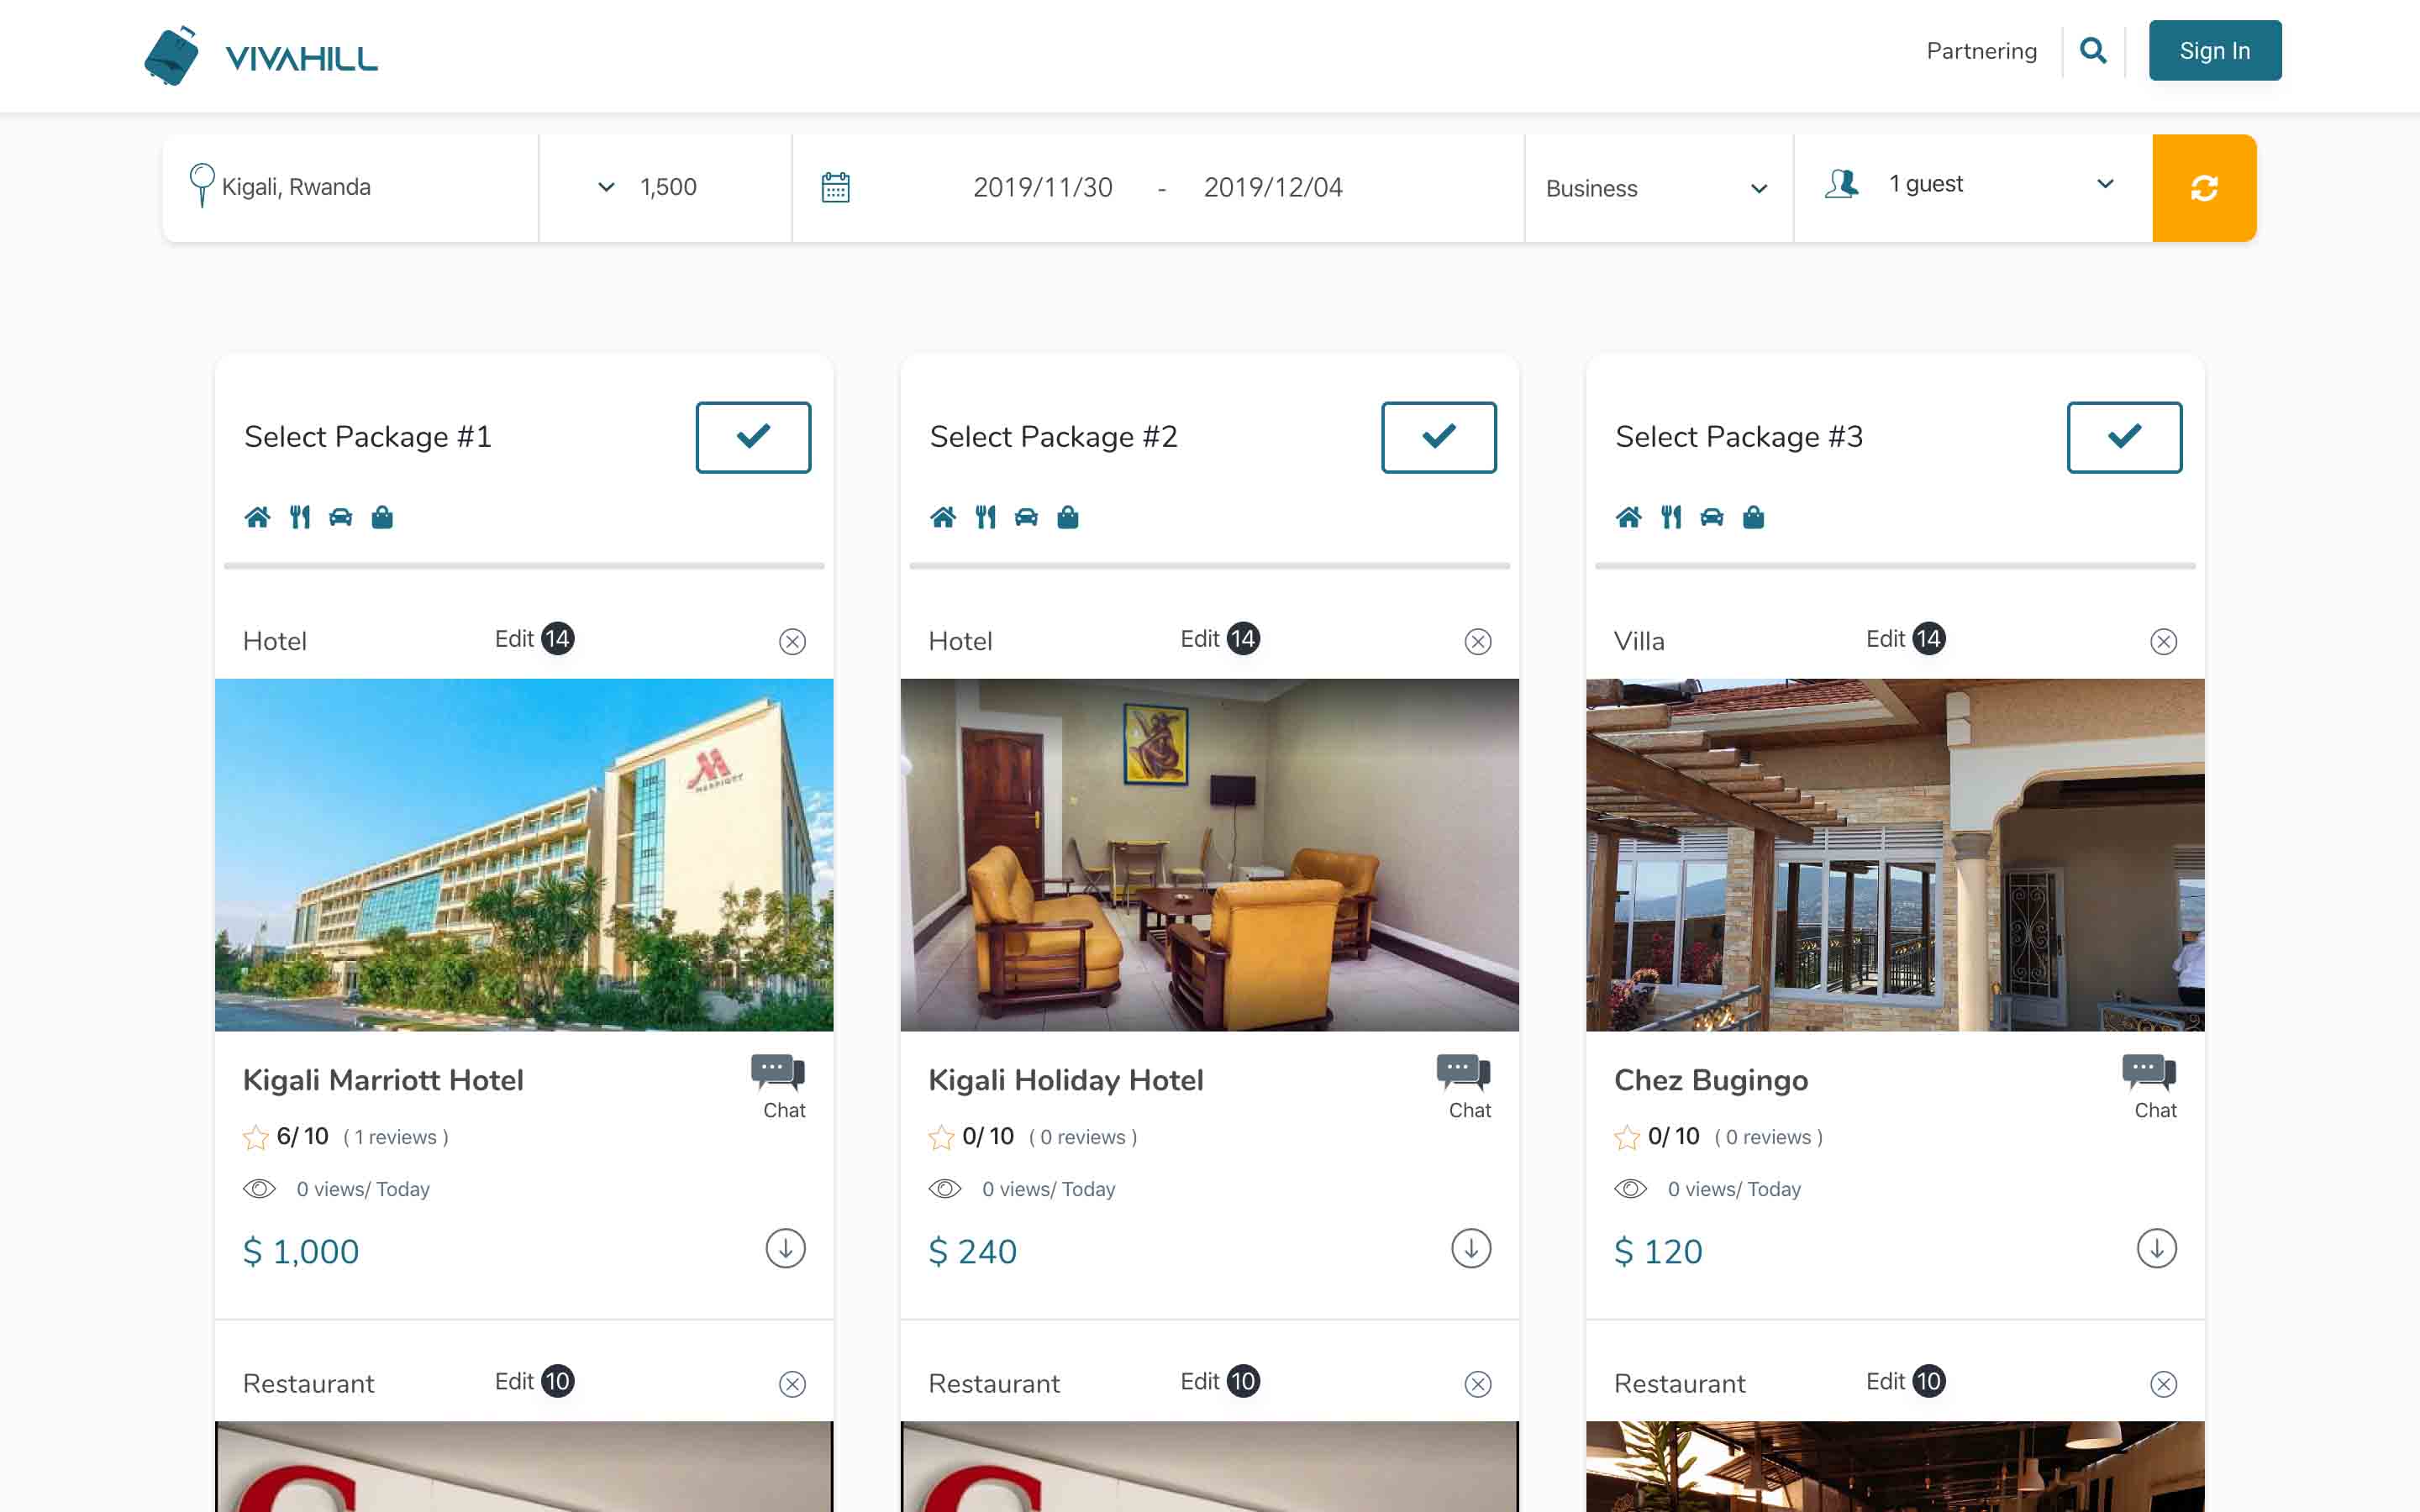 VIVAHILL
Partnering
Sign In
Kigali, Rwanda
1,500
2019/11/30 - 2019/12/04
Business
1 guest
Select Package #1
Select Package #2
Select Package #3
Hotel
Edit 14
Hotel
Edit 14
Villa
Edit 14
MARRIOTT
Kigali Marriott Hotel
Chat
6/ 10 ( 1 reviews )
0 views/ Today
$ 1,000
Kigali Holiday Hotel
Chat
0/ 10 ( 0 reviews )
0 views/ Today
$ 240
Chez Bugingo
Chat
0/ 10 ( 0 reviews )
0 views/ Today
$ 120
Restaurant
Edit 10
Restaurant
Edit 10
Restaurant
Edit 10